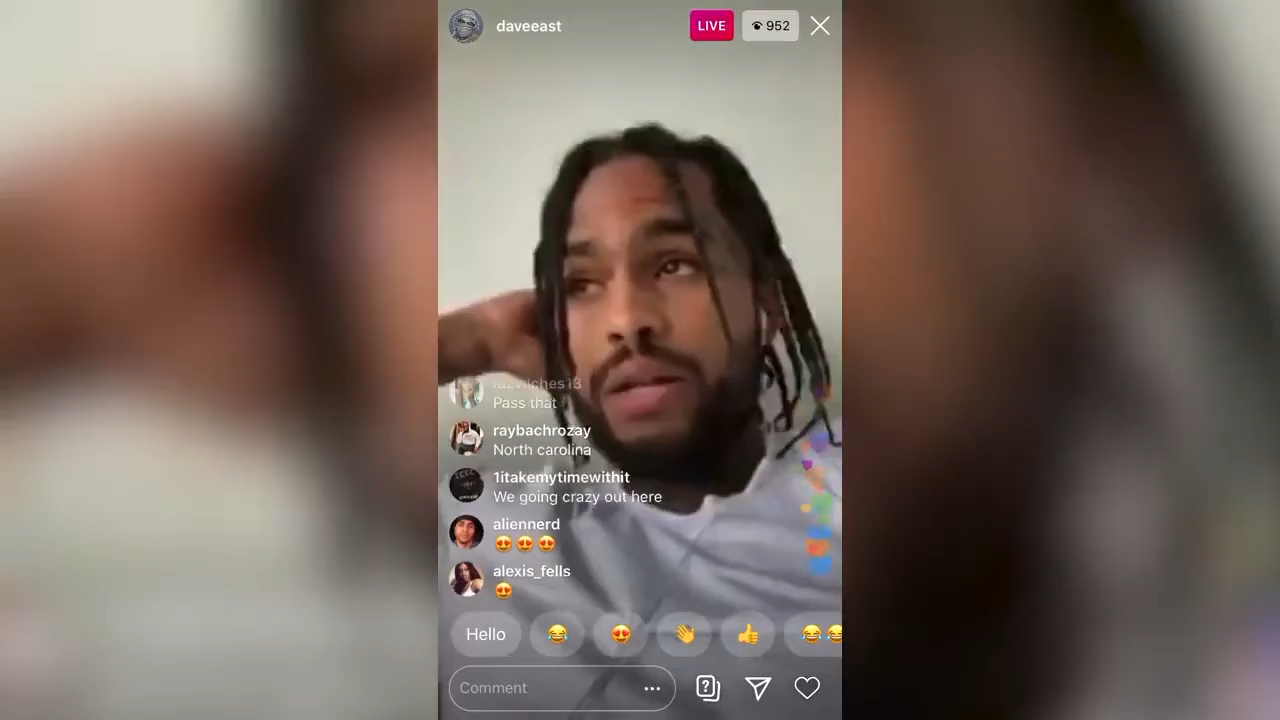 daveeast
LIVE
952
Pass that
raybachrozay
North carolina
1itakemytimewithit
We going crazy out here
aliennerd
😍😍😍
alexis_fells
😍
Hello
Comment